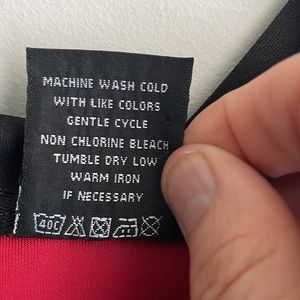 MACHINE WASH COLD
WITH LIKE COLORS
GENTLE CYCLE
NON CHLORINE BLEACH
TUMBLE DRY LOW
WARM IRON
IF NECESSARY
40C